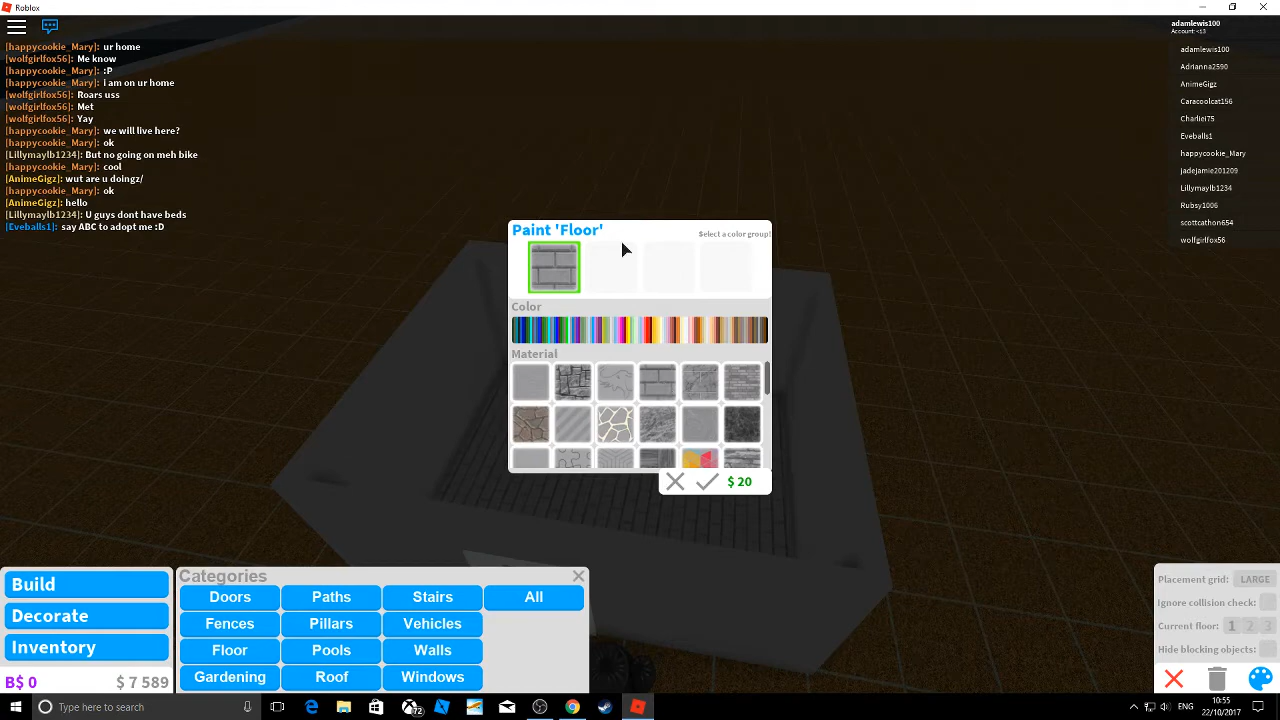 Roblox
[happycookie_Mary]: ur home
[wolfgirlfox56]: Me know
[happycookie_Mary]: :P
[happycookie_Mary]: i am on ur home
[wolfgirlfox56]: Roars uss
[wolfgirlfox56]: Met
[wolfgirlfox56]: Yay
[happycookie_Mary]: we will live here?
[happycookie_Mary]: ok
[Lillymaylb1234]: But no going on meh bike
[happycookie_Mary]: cool
[AnimeGigz]: wut are u doingz/
[happycookie_Mary]: ok
[AnimeGigz]: hello
[Lillymaylb1234]: U guys dont have beds
[Eveballs1]: say ABC to adopt me :D
adamlewis100
Account: <13
adamlewis100
Adrianna2590
AnimeGigz
Caracoolcat156
Charliei75
Eveballs1
happycookie_Mary
jadejamie201209
Lillymaylb1234
Rubsy1006
scottcathon654
wolfgirlfox56
Paint 'Floor'
Select a color group!
Color
Material
$ 20
Build
Decorate
Inventory
B$ 0 $ 7 589
Categories
Doors Paths Stairs All
Fences Pillars Vehicles
Floor Pools Walls
Gardening Roof Windows
Placement grid: LARGE
Ignore collision check:
Current floor: 1 2 3
Hide blocking objects:
Type here to search
72
ENG
10:55
22/10/2017